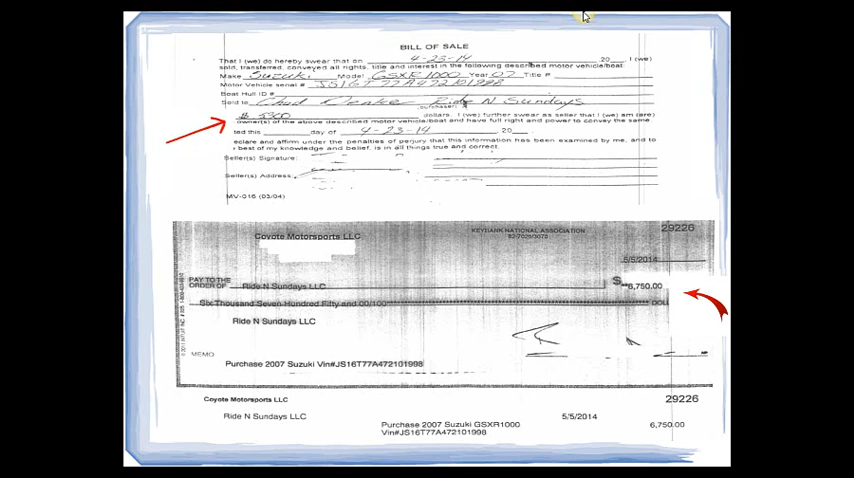 BILL OF SALE
That I (we) do hereby swear that on 4-23-14 20 I (we)
sold, transferred, conveyed all rights, title and interest in the following described motor vehicle/boat:
Make Suzuki Model GSXR1000 Year 07 Title #
Motor Vehicle serial # JS16T77A472101998
Boat Hull ID #
Sold to Chad Ride N Sundays
(purchaser)
$ 5300 dollars. I (we) further swear as seller that I (we) am (are)
owner(s) of the above described motor vehicle/boat and have full right and power to convey the same
ted this day of 4-23-14 20
eclare and affirm under the penalties of perjury that this information has been examined by me, and to
best of my knowledge and belief, is in all things true and correct.
Seller(s) Signature:
Seller(s) Address:
MV-016 (03/04)
Coyote Motorsports LLC
KEYBANK NATIONAL ASSOCIATION
29226
5/5/2014
PAY TO THE
ORDER OF Ride N Sundays LLC
$ **6,750.00
Six Thousand Seven Hundred Fifty and 00/100 DOLL
Ride N Sundays LLC
MEMO
Purchase 2007 Suzuki Vin#JS16T77A472101998
Coyote Motorsports LLC 29226
Ride N Sundays LLC 5/5/2014
Purchase 2007 Suzuki GSXR1000 6,750.00
Vin#JS16T77A472101998